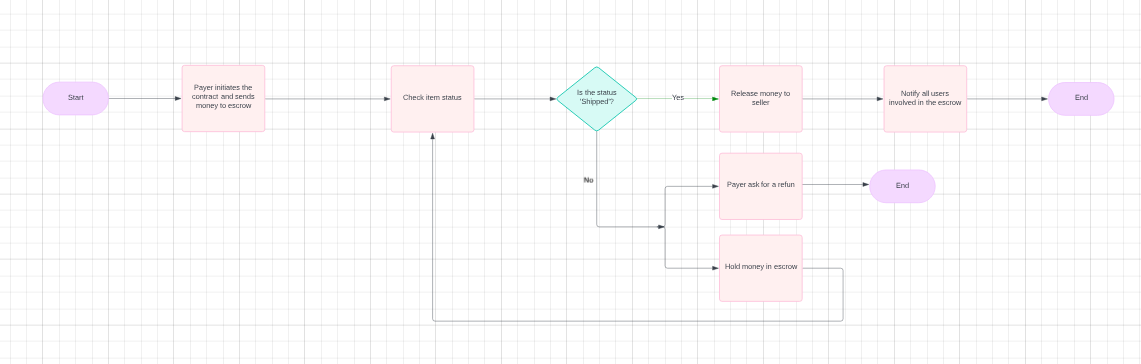 Start
Payer initiates the
contract and sends
money to escrow
Check item status
Is the status
'Shipped'?
Yes
Release money to
seller
Notify all users
involved in the escrow
End
No
Payer ask for a refun
End
Hold money in escrow